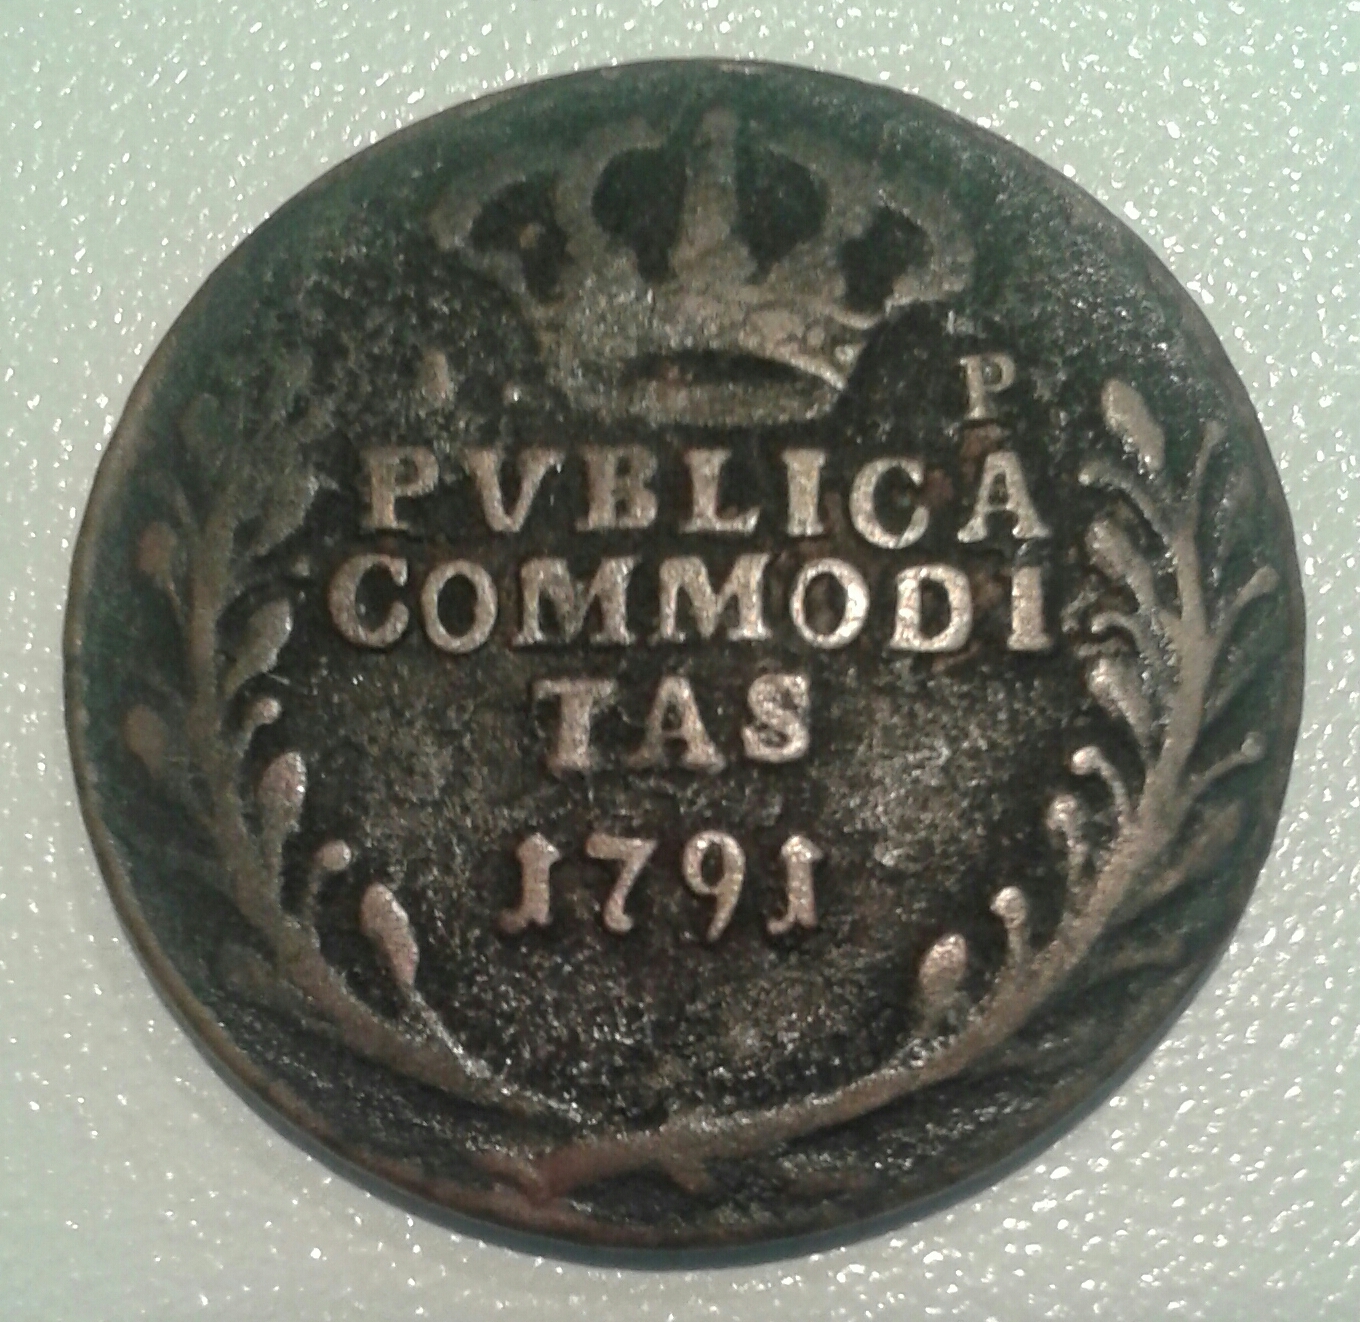 P
PVBLICA
COMMODI
TAS
1791